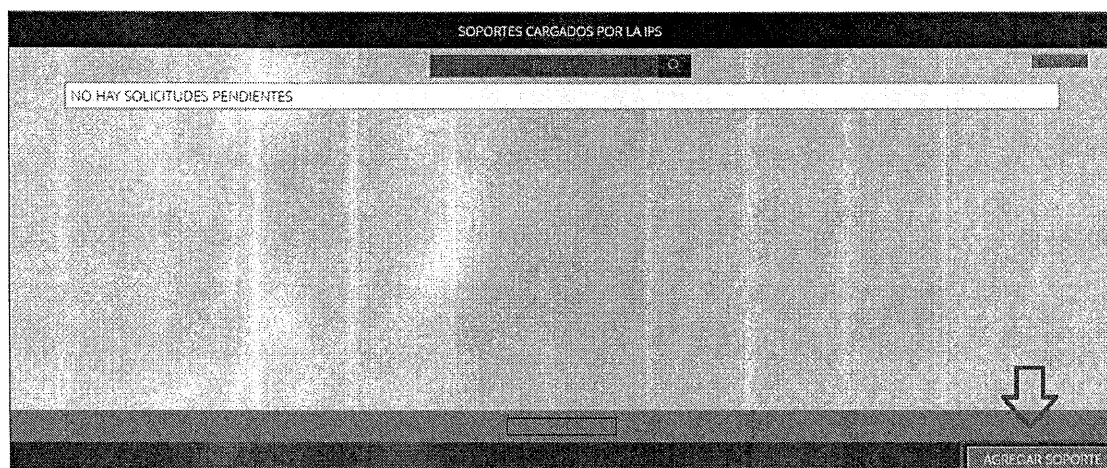 SOPORTES CARGADOS POR LA IPS
NO HAY SOLICITUDES PENDIENTES
AGREGAR SOPORTE